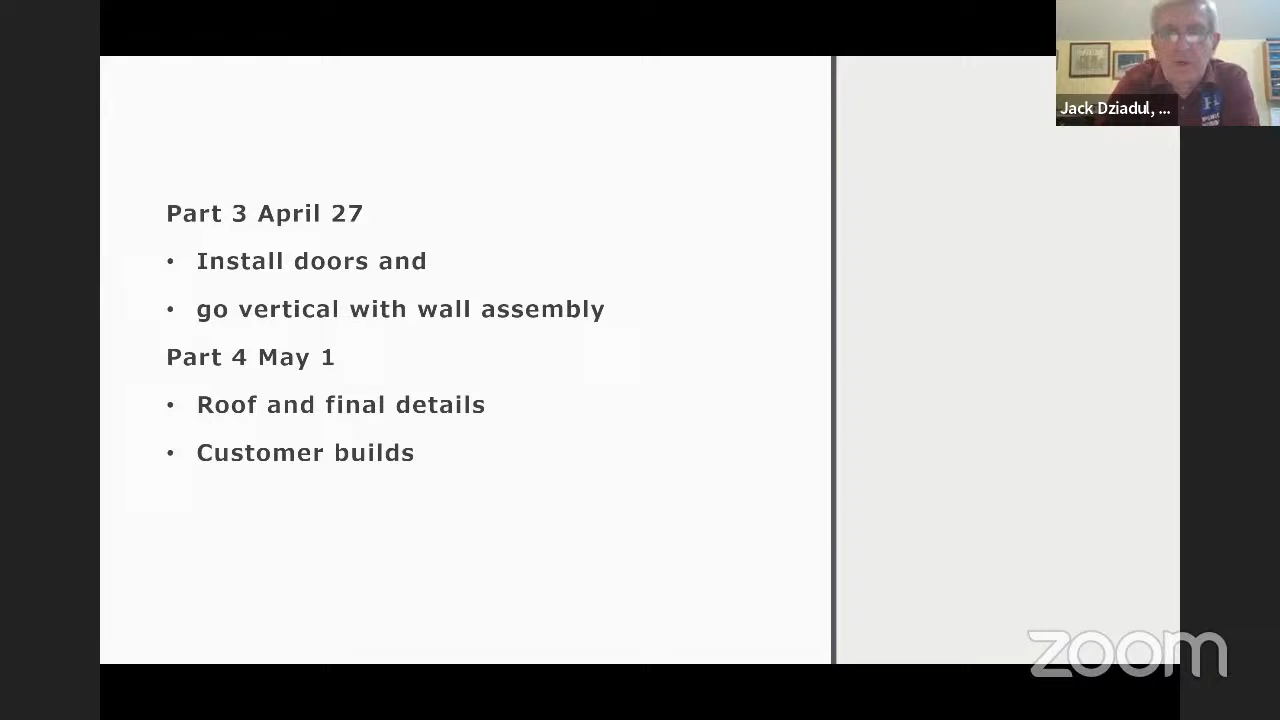 Jack Dziadul, ...
Part 3 April 27
• Install doors and
• go vertical with wall assembly
Part 4 May 1
• Roof and final details
• Customer builds
zoom